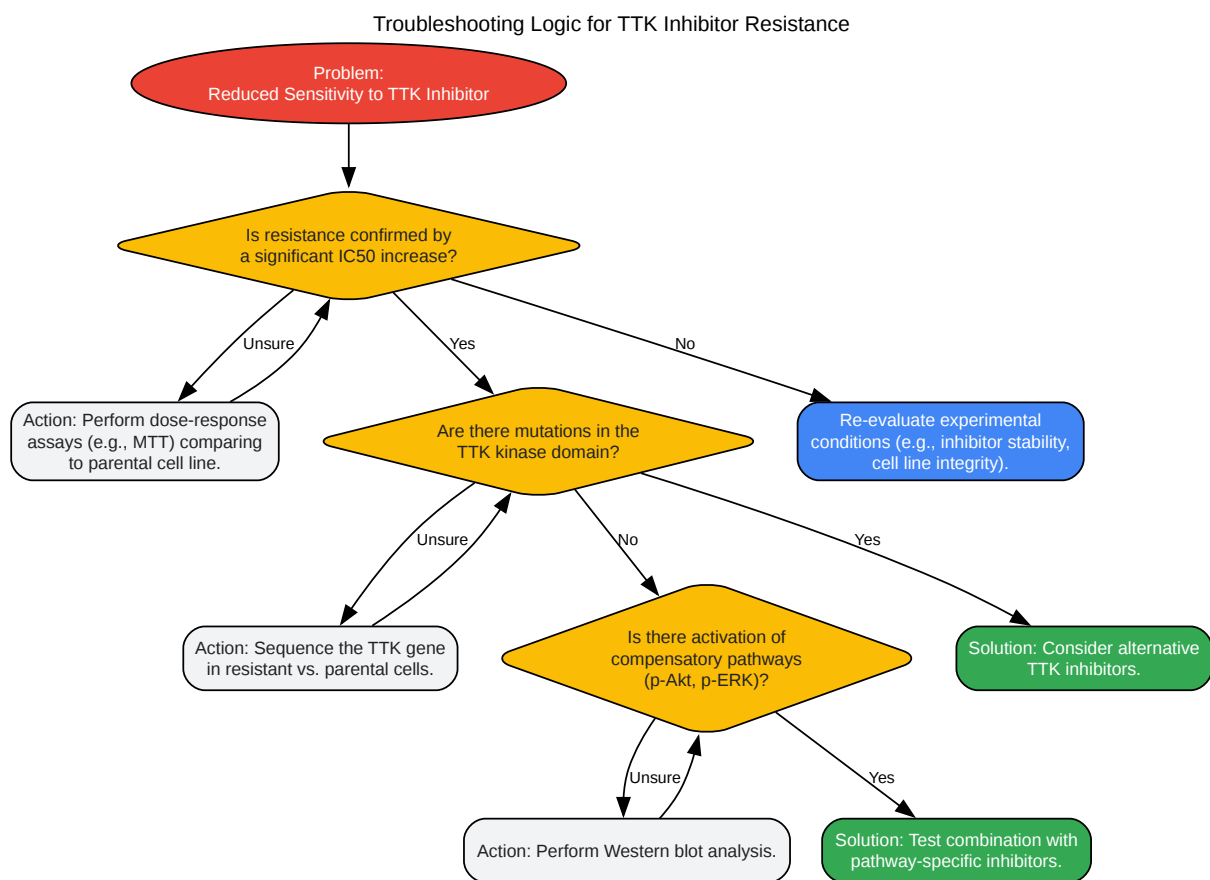 Troubleshooting Logic for TTK Inhibitor Resistance
Problem:
Reduced Sensitivity to TTK Inhibitor
Is resistance confirmed by
a significant IC50 increase?
Unsure
Yes
No
Action: Perform dose-response
assays (e.g., MTT) comparing
to parental cell line.
Are there mutations in the
TTK kinase domain?
Re-evaluate experimental
conditions (e.g., inhibitor stability,
cell line integrity).
Unsure
No
Yes
Action: Sequence the TTK gene
in resistant vs. parental cells.
Is there activation of
compensatory pathways
(p-Akt, p-ERK)?
Solution: Consider alternative
TTK inhibitors.
Unsure
Yes
Action: Perform Western blot analysis.
Solution: Test combination with
pathway-specific inhibitors.